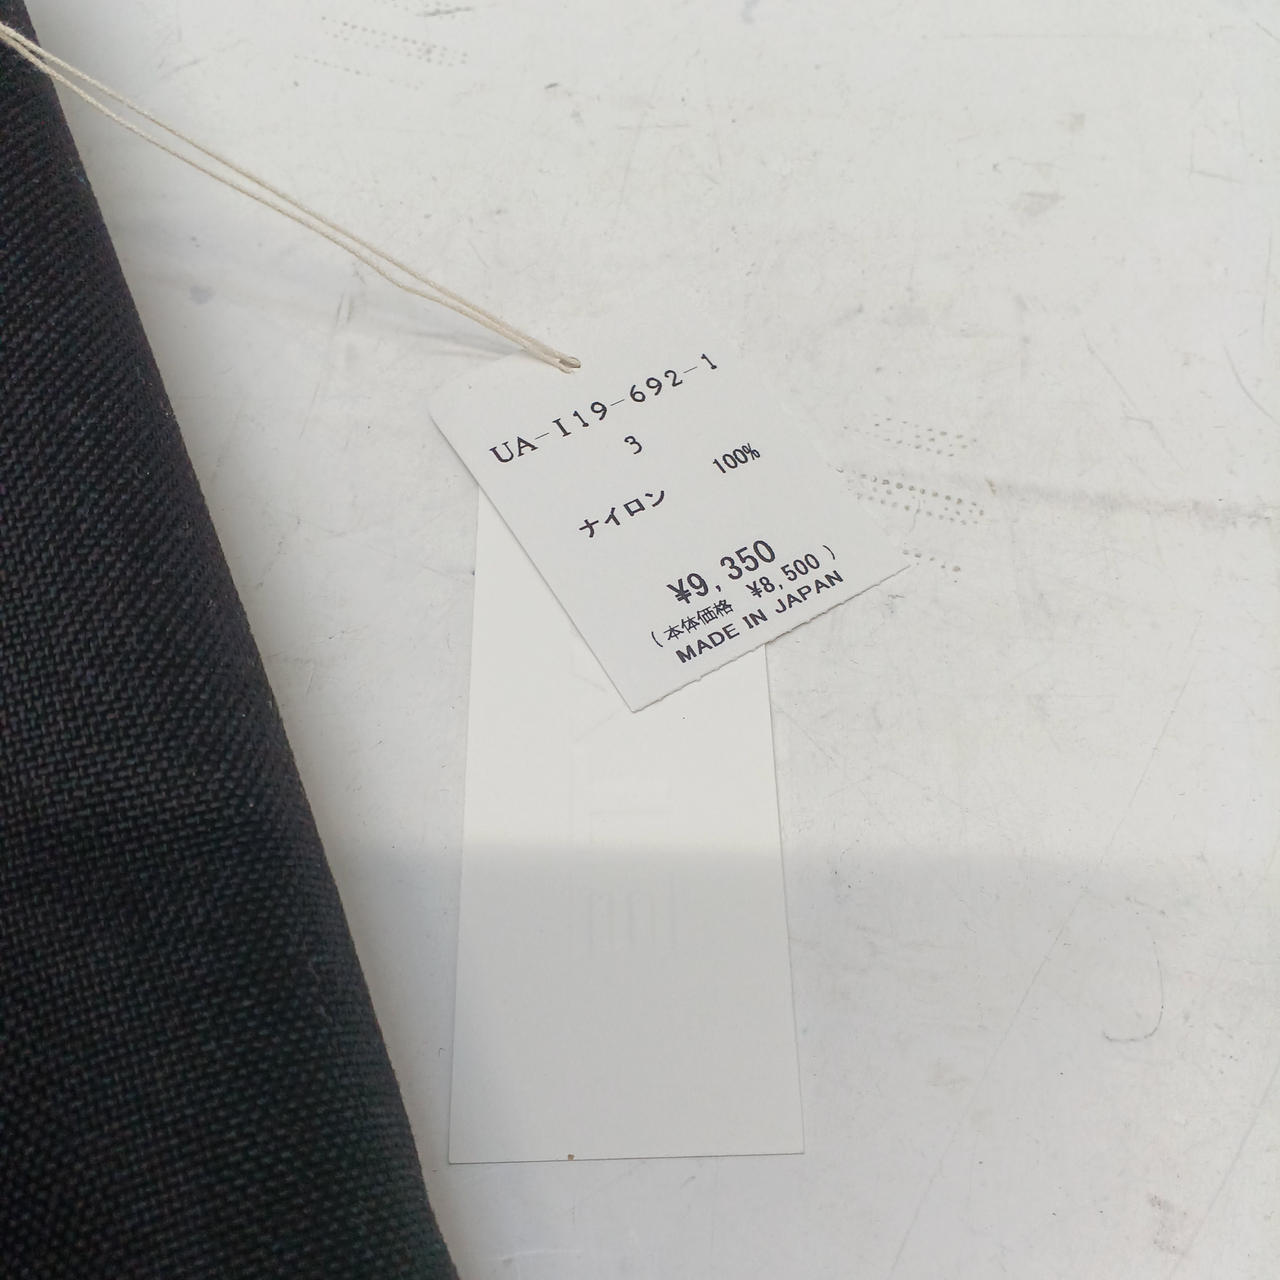 UA-I19-692-1
3
ナイロン 100%
¥9,350
(本体価格 ¥8,500)
MADE IN JAPAN